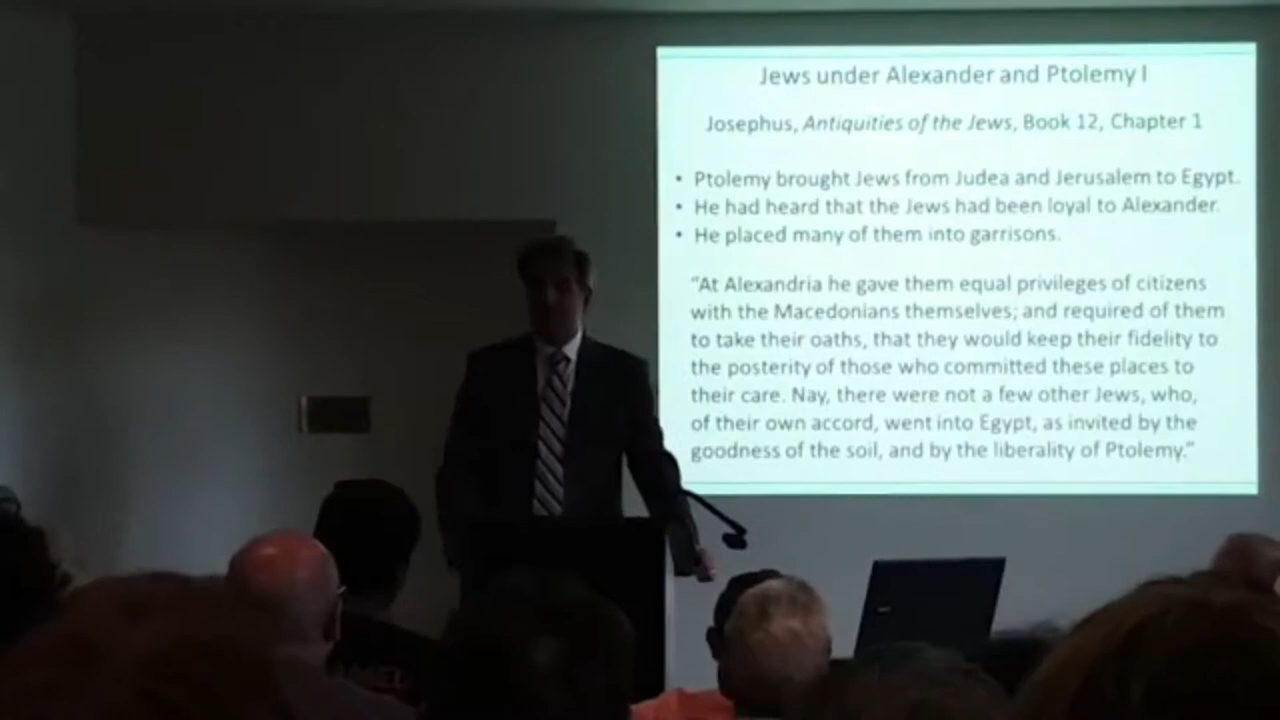 Jews under Alexander and Ptolemy I
Josephus, Antiquities of the Jews, Book 12, Chapter 1
• Ptolemy brought Jews from Judea and Jerusalem to Egypt.
• He had heard that the Jews had been loyal to Alexander.
• He placed many of them into garrisons.
“At Alexandria he gave them equal privileges of citizens
with the Macedonians themselves; and required of them
to take their oaths, that they would keep their fidelity to
the posterity of those who committed these places to
their care. Nay, there were not a few other Jews, who,
of their own accord, went into Egypt, as invited by the
goodness of the soil, and by the liberality of Ptolemy.”